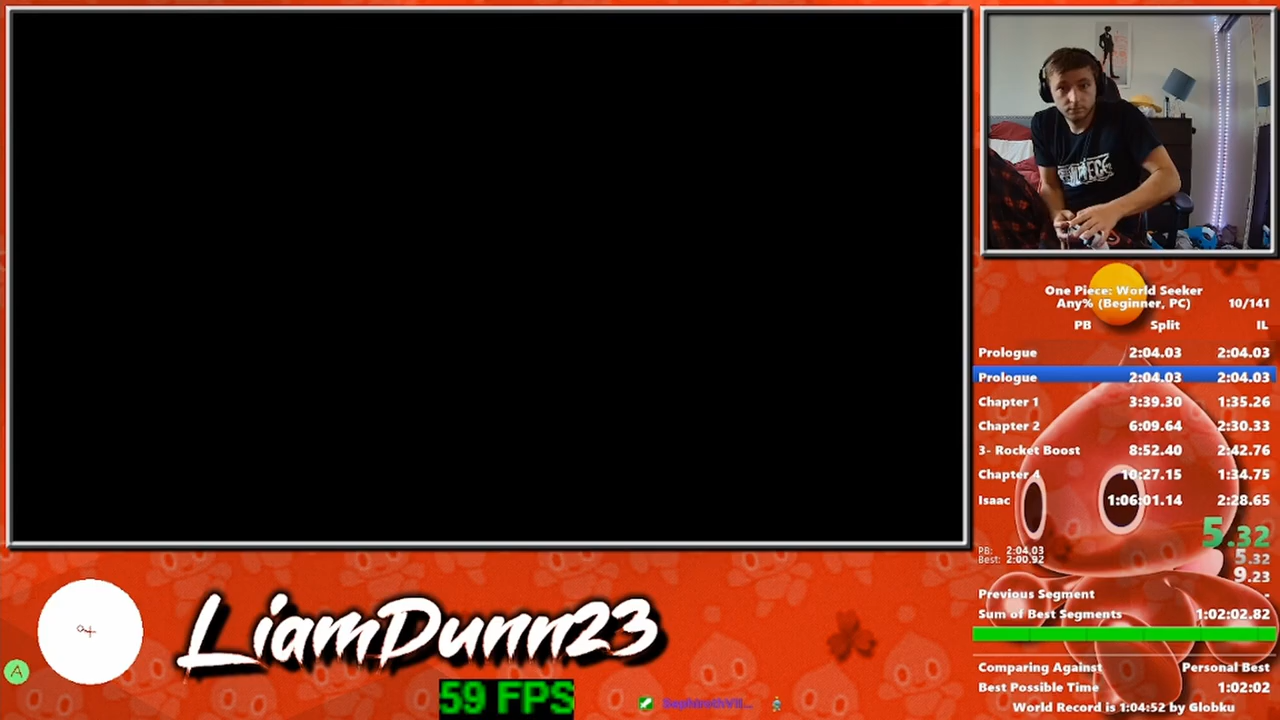 One Piece: World Seeker
Any% (Beginner, PC) 10/141
PB Split IL
Prologue 2:04.03 2:04.03
Prologue 2:04.03 2:04.03
Chapter 1 3:39.30 1:35.26
Chapter 2 6:09.64 2:30.33
3- Rocket Boost 8:52.40 2:42.76
Chapter 4 10:27.15 1:34.75
Isaac 1:06:01.14 2:28.65
5.32
PB: 2:04.03 5.32
Best: 2:00.92
9.23
Previous Segment -
Sum of Best Segments 1:02:02.82
Comparing Against Personal Best
Best Possible Time 1:02:02
World Record is 1:04:52 by Globku
LiamDunn23
A
59 FPS